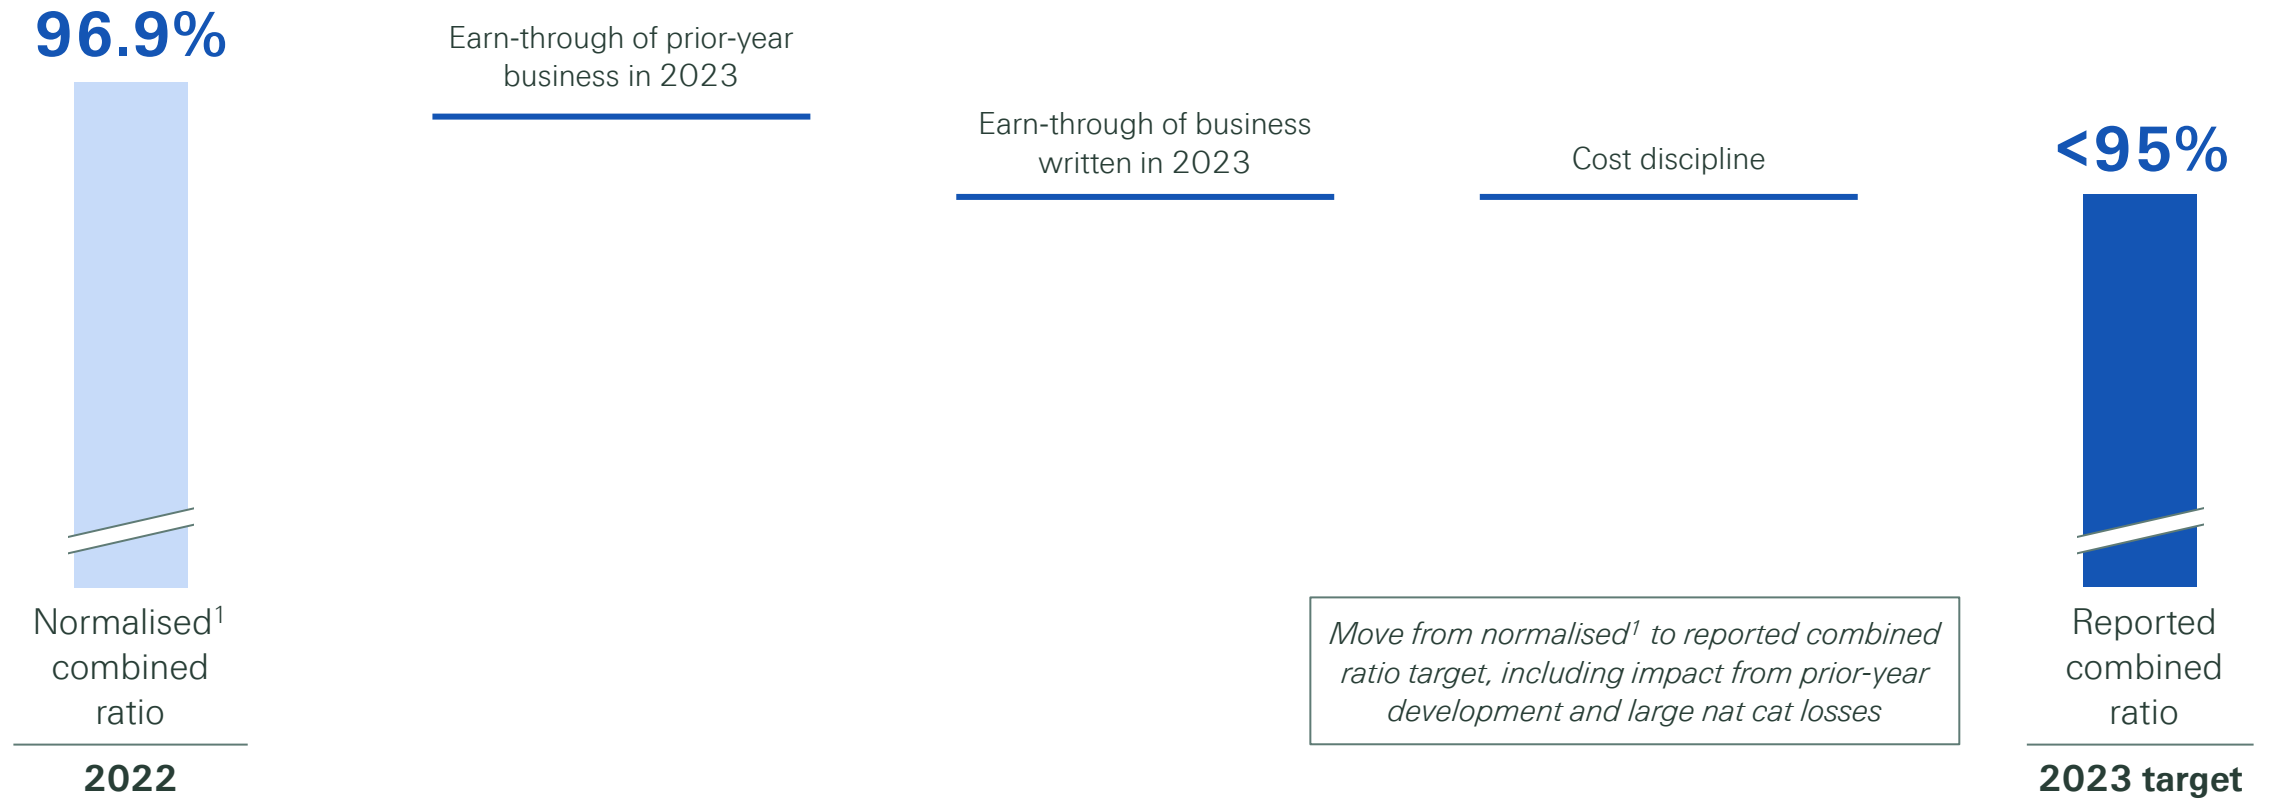 96.9%
Earn-through of prior-year
business in 2023
Earn-through of business
written in 2023
Cost discipline
<95%
Normalised¹
combined
ratio
2022
Move from normalised¹ to reported combined
ratio target, including impact from prior-year
development and large nat cat losses
Reported
combined
ratio
2023 target